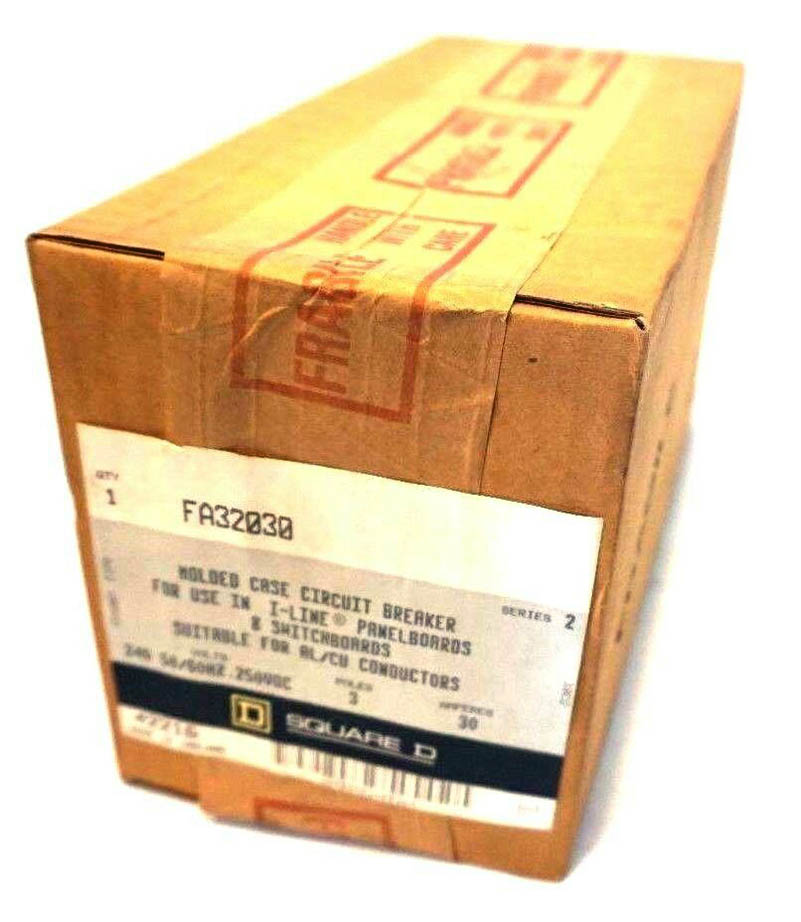 HANDLE
WITH
CARE
FRAGILE
QTY
1
FA32030
MOLDED CASE CIRCUIT BREAKER
FOR USE IN I-LINE® PANELBOARDS
& SWITCHBOARDS
SUITABLE FOR AL/CU CONDUCTORS
SERIES 2
VOLTS
240 50/60HZ.250VDC
POLES
3
AMPERES
30
D SQUARE D